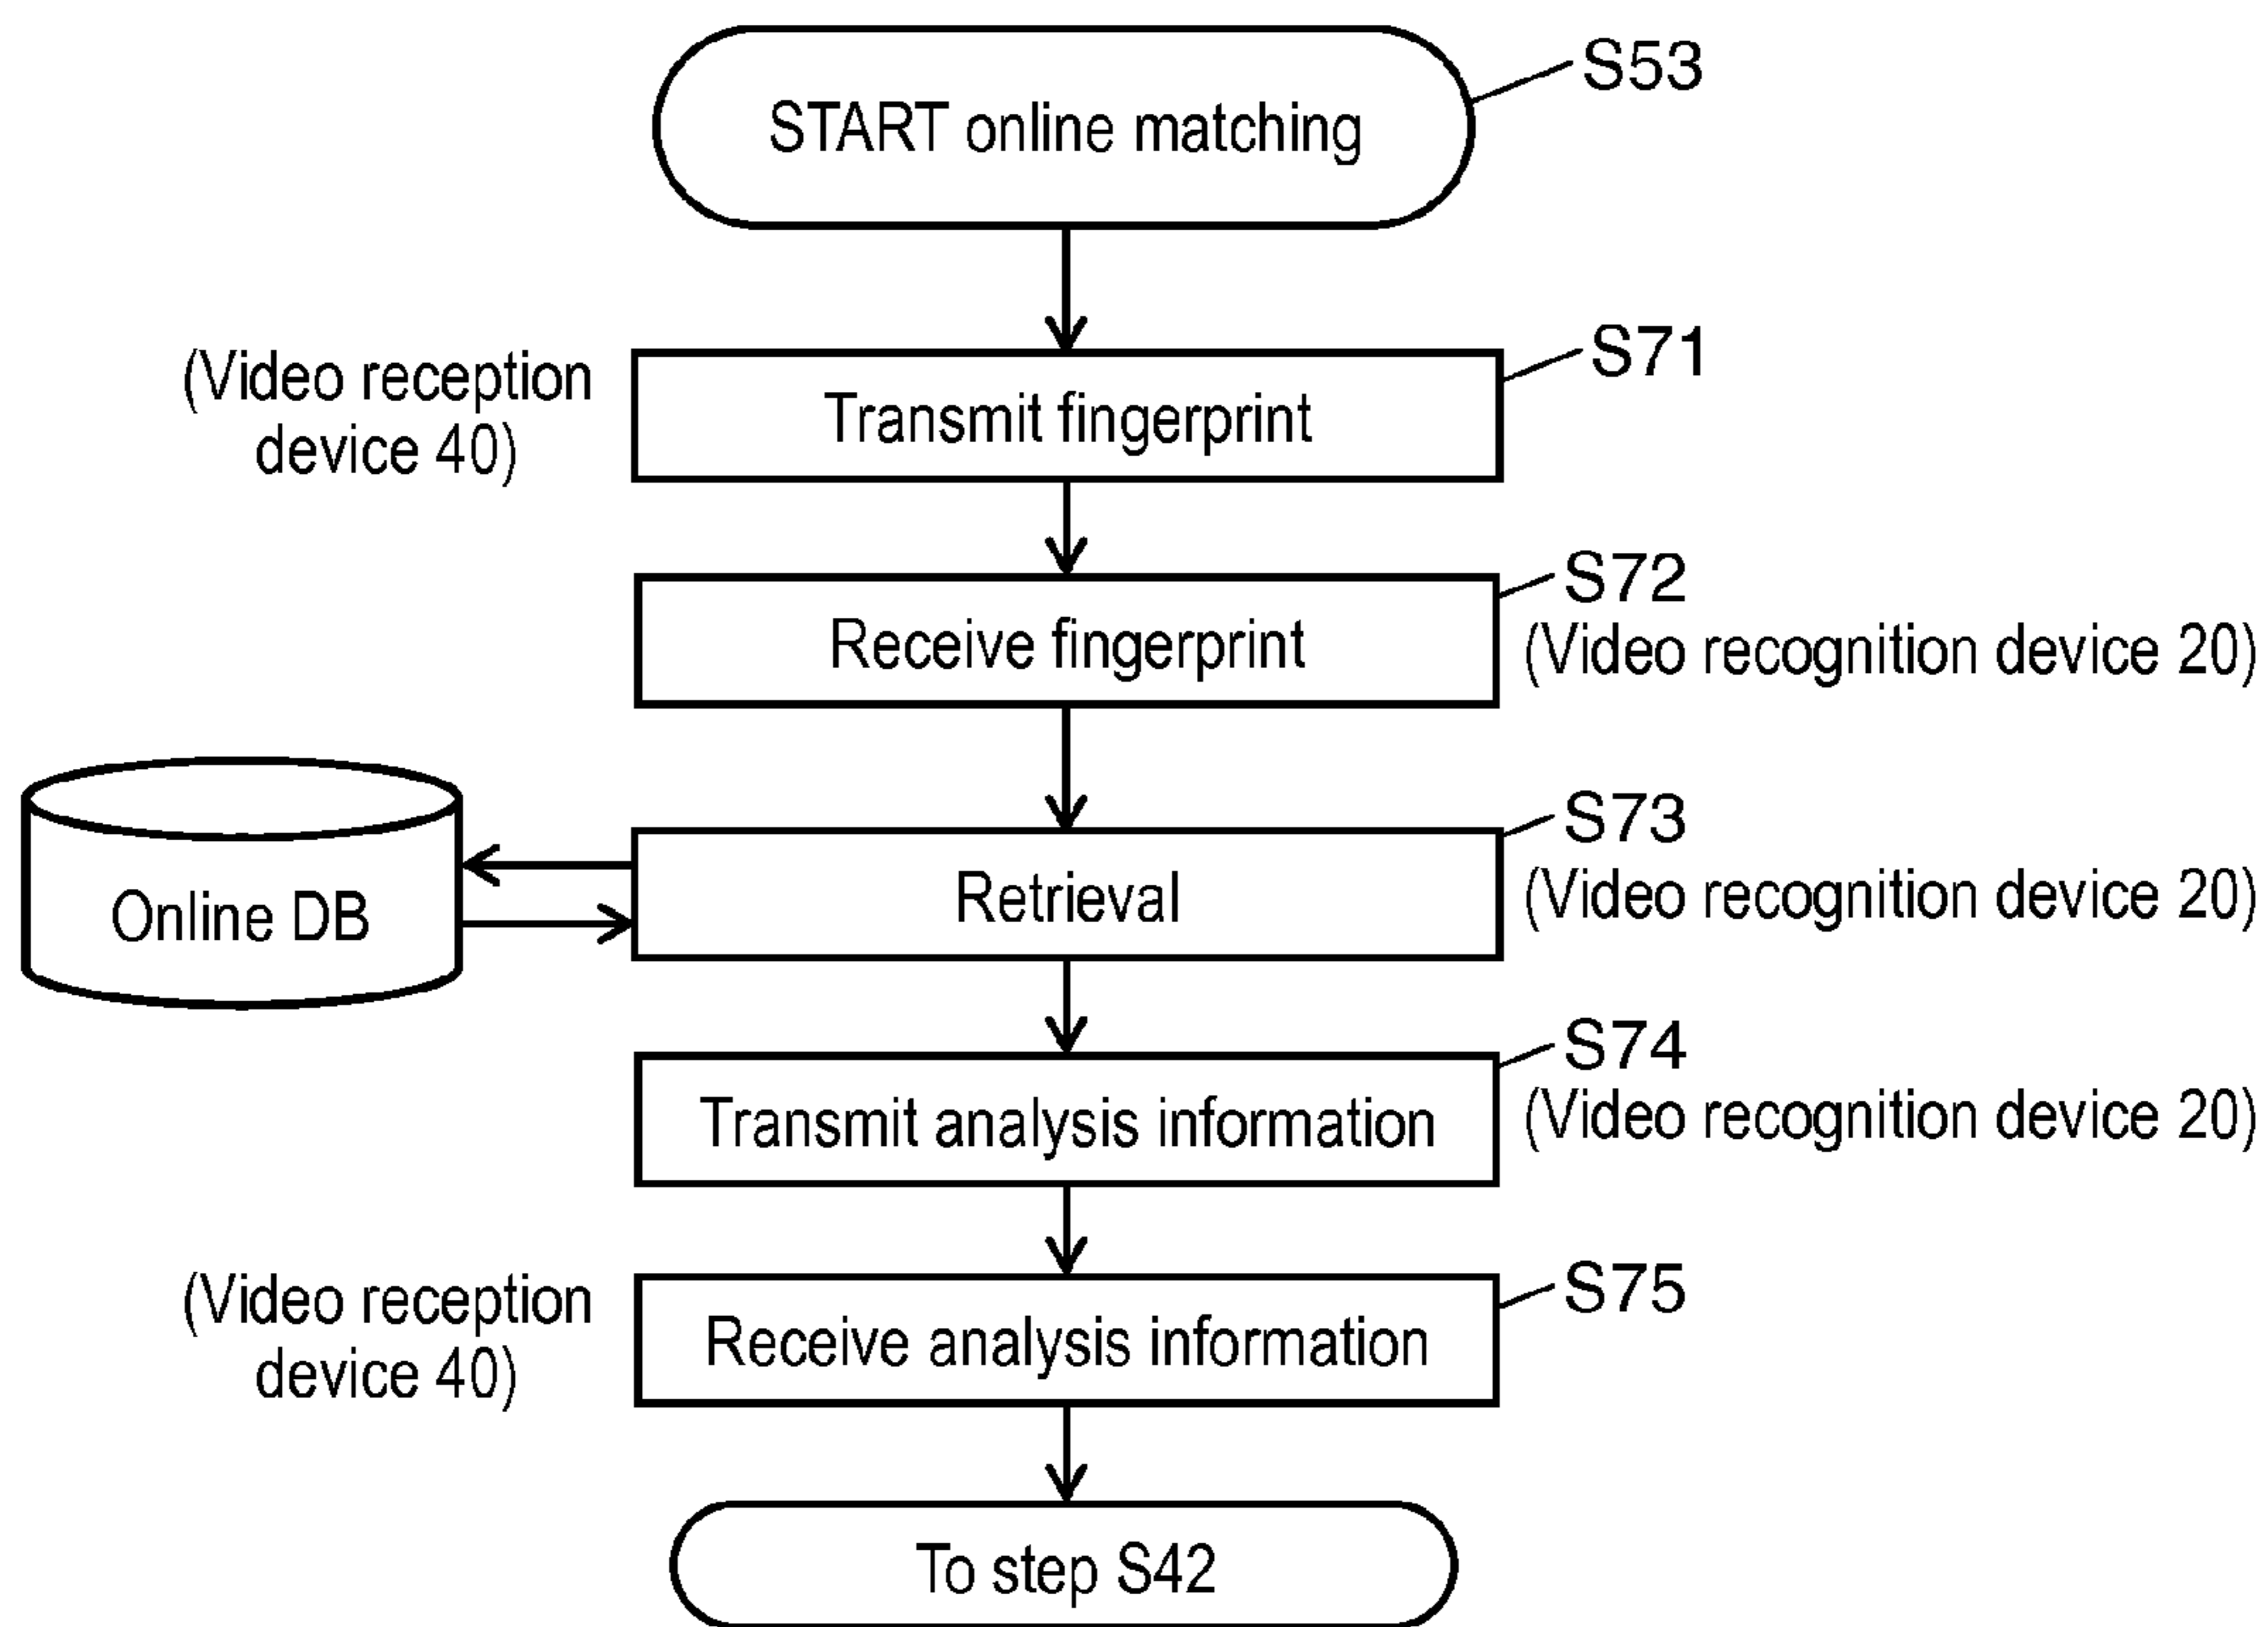 S53
START online matching
S71
(Video reception
device 40)
Transmit fingerprint
S72
Receive fingerprint
(Video recognition device 20)
S73
Online DB
Retrieval
(Video recognition device 20)
S74
Transmit analysis information
(Video recognition device 20)
S75
(Video reception
device 40)
Receive analysis information
To step S42